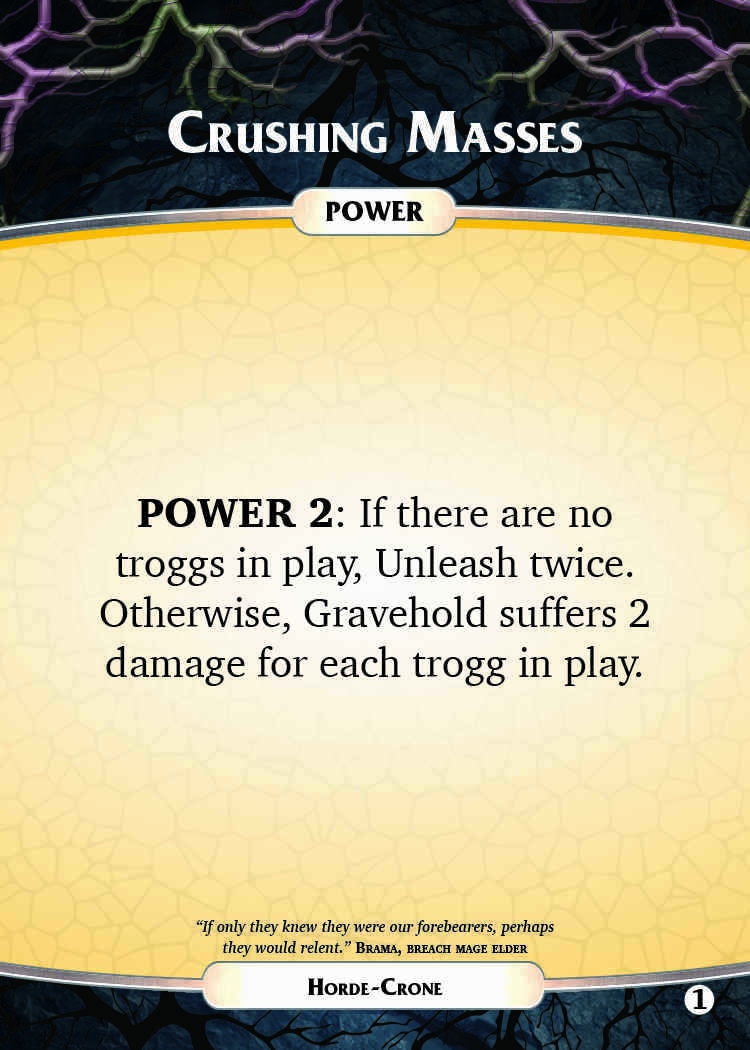 Crushing Masses
POWER
POWER 2: If there are no
troggs in play, Unleash twice.
Otherwise, Gravehold suffers 2
damage for each trogg in play.
“If only they knew they were our forebearers, perhaps
they would relent.” Brama, breach mage elder
Horde-Crone
1